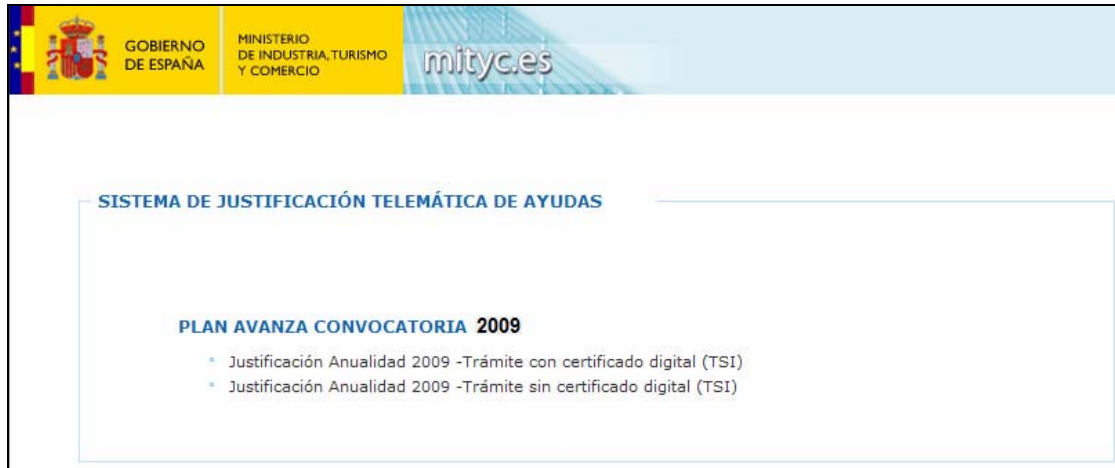 GOBIERNO
DE ESPAÑA
MINISTERIO
DE INDUSTRIA, TURISMO
Y COMERCIO
mityc.es
SISTEMA DE JUSTIFICACIÓN TELEMÁTICA DE AYUDAS
PLAN AVANZA CONVOCATORIA 2009
Justificación Anualidad 2009 -Trámite con certificado digital (TSI)
Justificación Anualidad 2009 -Trámite sin certificado digital (TSI)